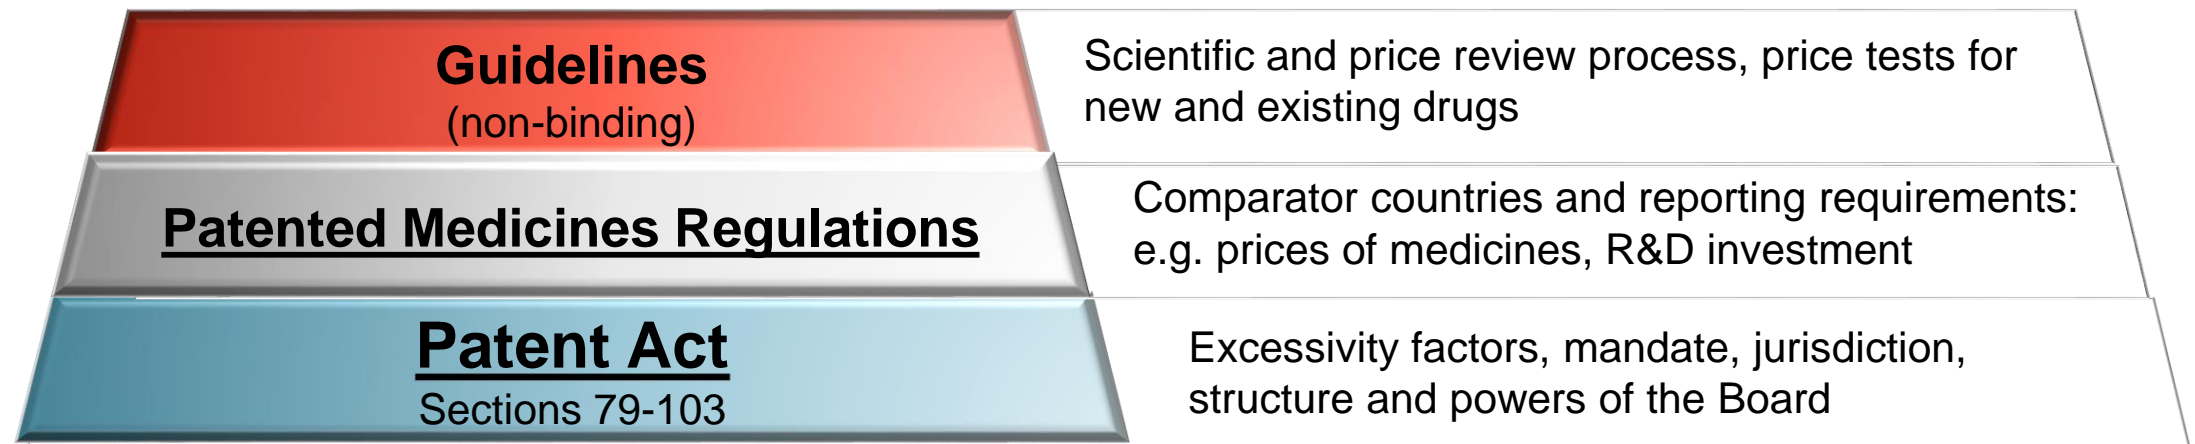 Guidelines
(non-binding)
Scientific and price review process, price tests for
new and existing drugs
Patented Medicines Regulations
Comparator countries and reporting requirements:
e.g. prices of medicines, R&D investment
Patent Act
Sections 79-103
Excessivity factors, mandate, jurisdiction,
structure and powers of the Board